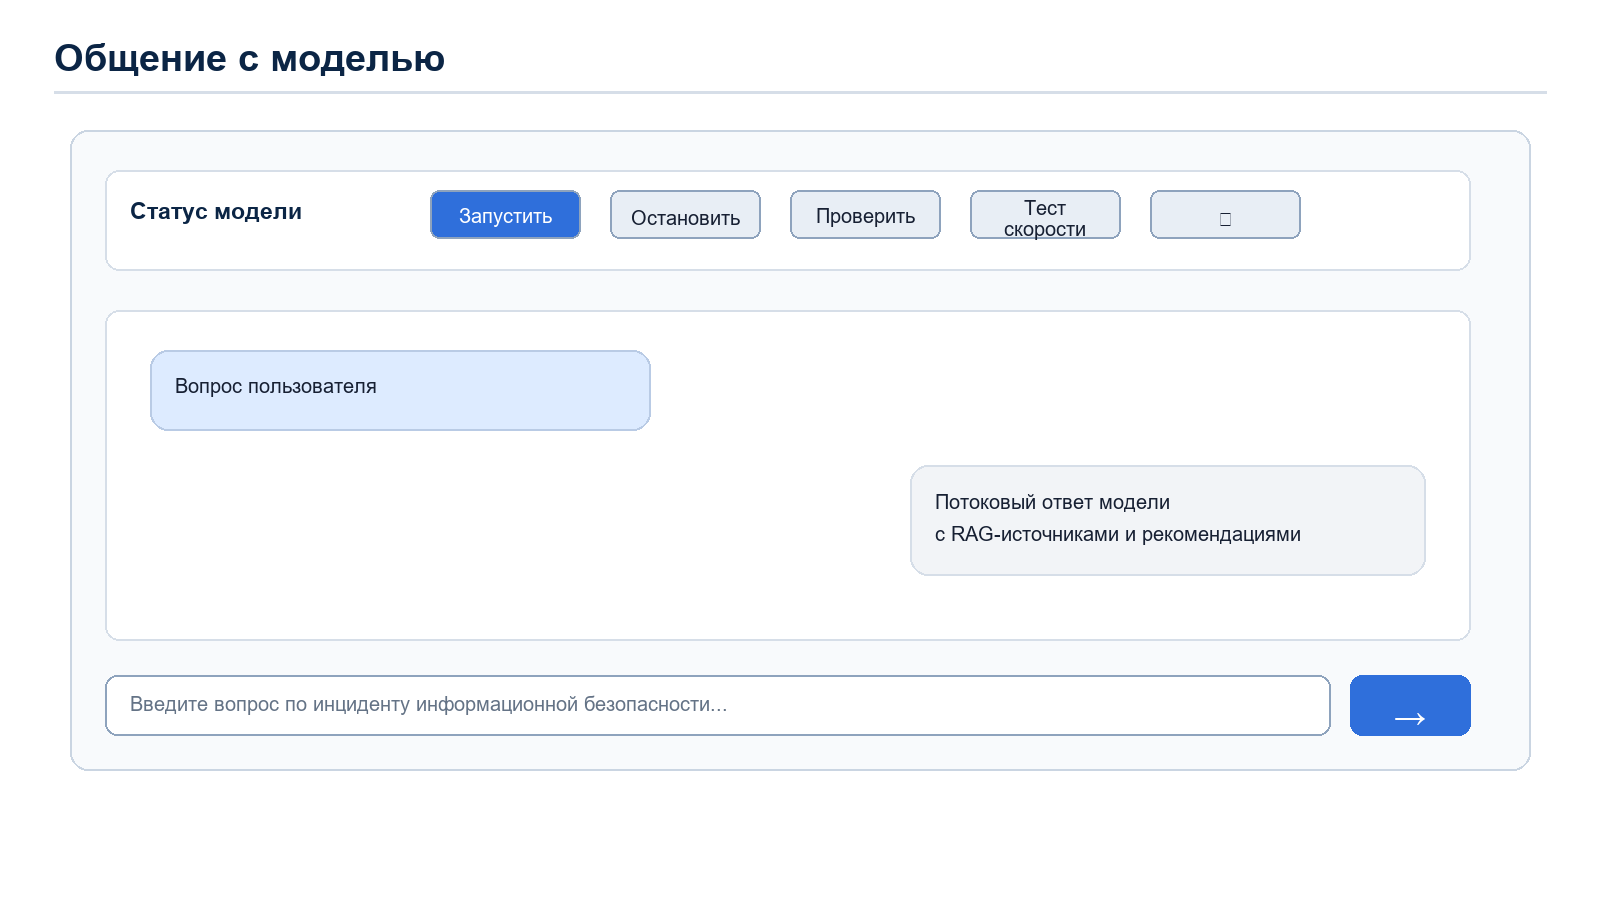 Общение с моделью
Статус модели
Запустить
Остановить
Проверить
Тест
скорости
Вопрос пользователя
Потоковый ответ модели
с RAG-источниками и рекомендациями
Введите вопрос по инциденту информационной безопасности...
→